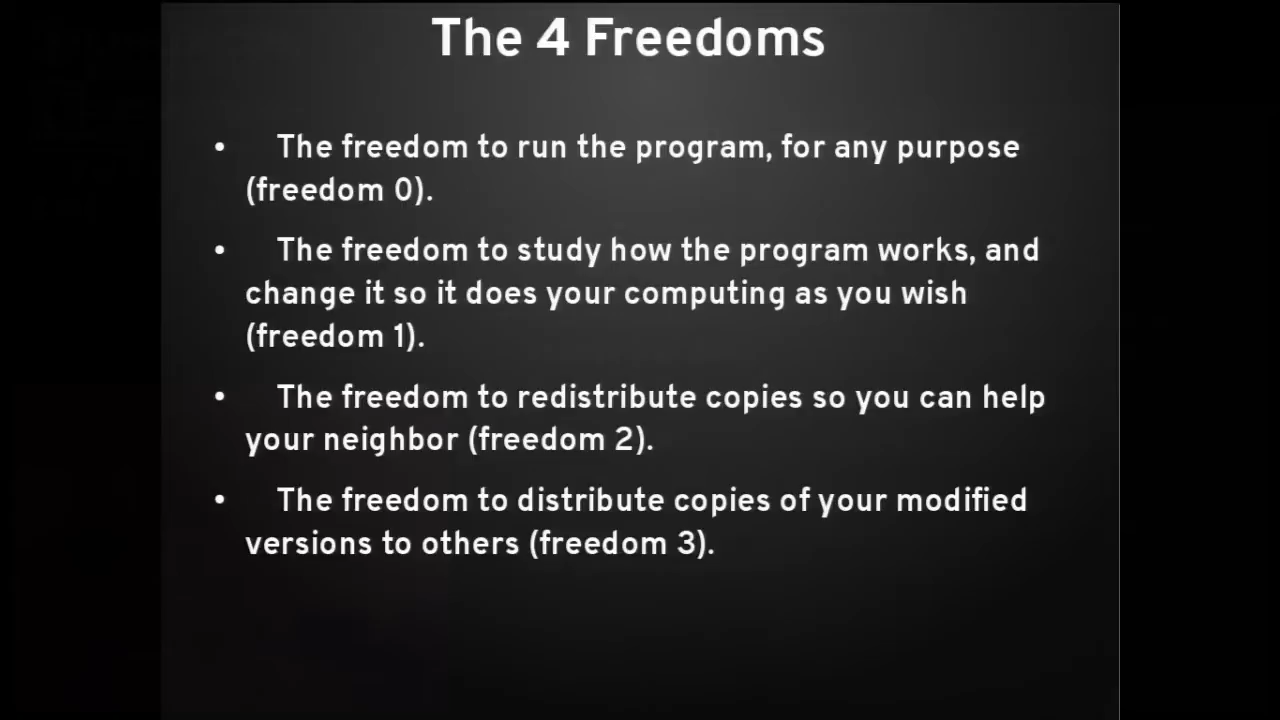 The 4 Freedoms
• The freedom to run the program, for any purpose
(freedom 0).
• The freedom to study how the program works, and
change it so it does your computing as you wish
(freedom 1).
• The freedom to redistribute copies so you can help
your neighbor (freedom 2).
• The freedom to distribute copies of your modified
versions to others (freedom 3).